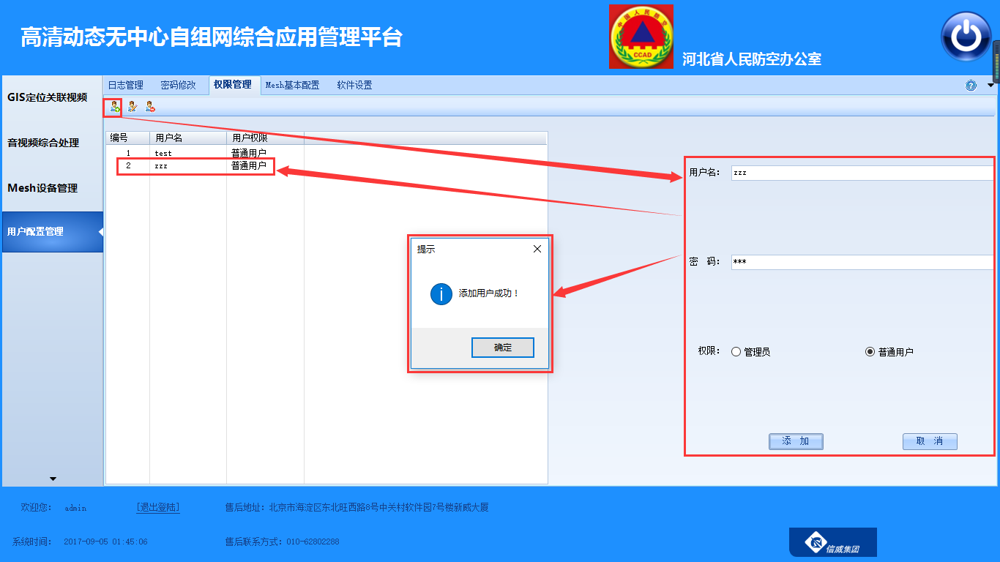 高清动态无中心自组网综合应用管理平台
中国人民防空
CCAD
河北省人民防空办公室
GIS定位关联视频
音视频综合处理
Mesh设备管理
用户配置管理
日志管理 密码修改 权限管理 Mesh基本配置 软件设置
编号 用户名 用户权限
1 test 普通用户
2 zzz 普通用户
提示
添加用户成功！
确定
用户名： zzz
密 码： ***
权限： 管理员 普通用户
添 加 取 消
欢迎您： admin [退出登陆] 售后地址：北京市海淀区东北旺西路8号中关村软件园7号楼新威大厦
系统时间： 2017-09-05 01:45:06 售后联系方式：010-62802288
信威集团